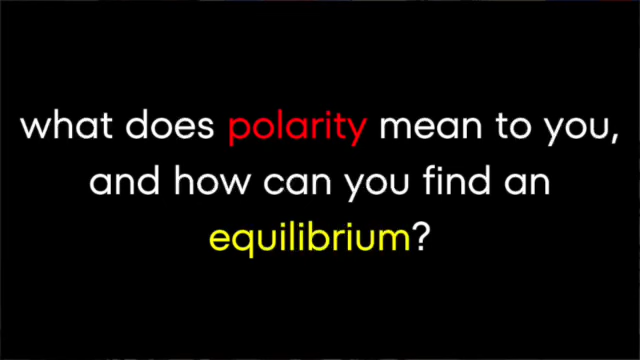 what does polarity mean to you,
and how can you find an
equilibrium?